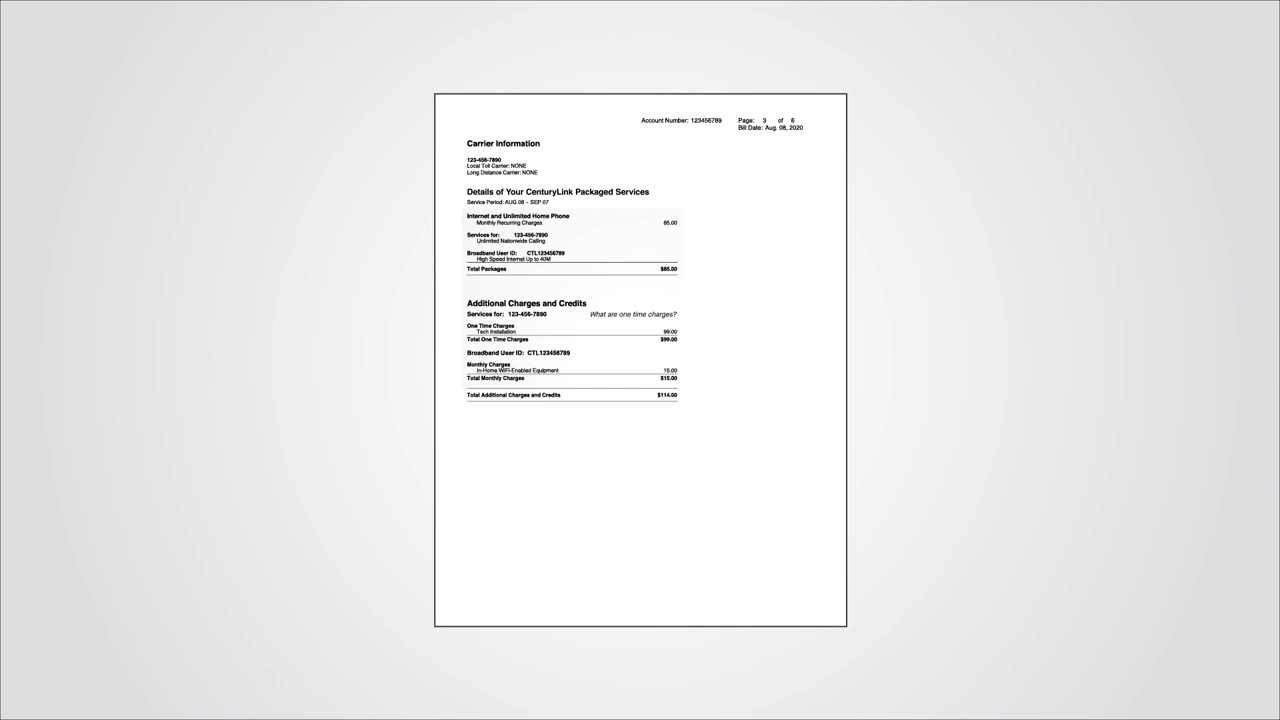 Account Number: 123456789 Page: 3 of 6
Bill Date: Aug. 08, 2020
Carrier Information
123-456-7890
Local Toll Carrier: NONE
Long Distance Carrier: NONE
Details of Your CenturyLink Packaged Services
Service Period: AUG 08 - SEP 07
Internet and Unlimited Home Phone
Monthly Recurring Charges 85.00
Services for: 123-456-7890
Unlimited Nationwide Calling
Broadband User ID: CTL123456789
High Speed Internet Up to 40M
Total Packages $85.00
Additional Charges and Credits
Services for: 123-456-7890 What are one time charges?
One Time Charges
Tech Installation 99.00
Total One Time Charges $99.00
Broadband User ID: CTL123456789
Monthly Charges
In-Home WiFi-Enabled Equipment 15.00
Total Monthly Charges $15.00
Total Additional Charges and Credits $114.00